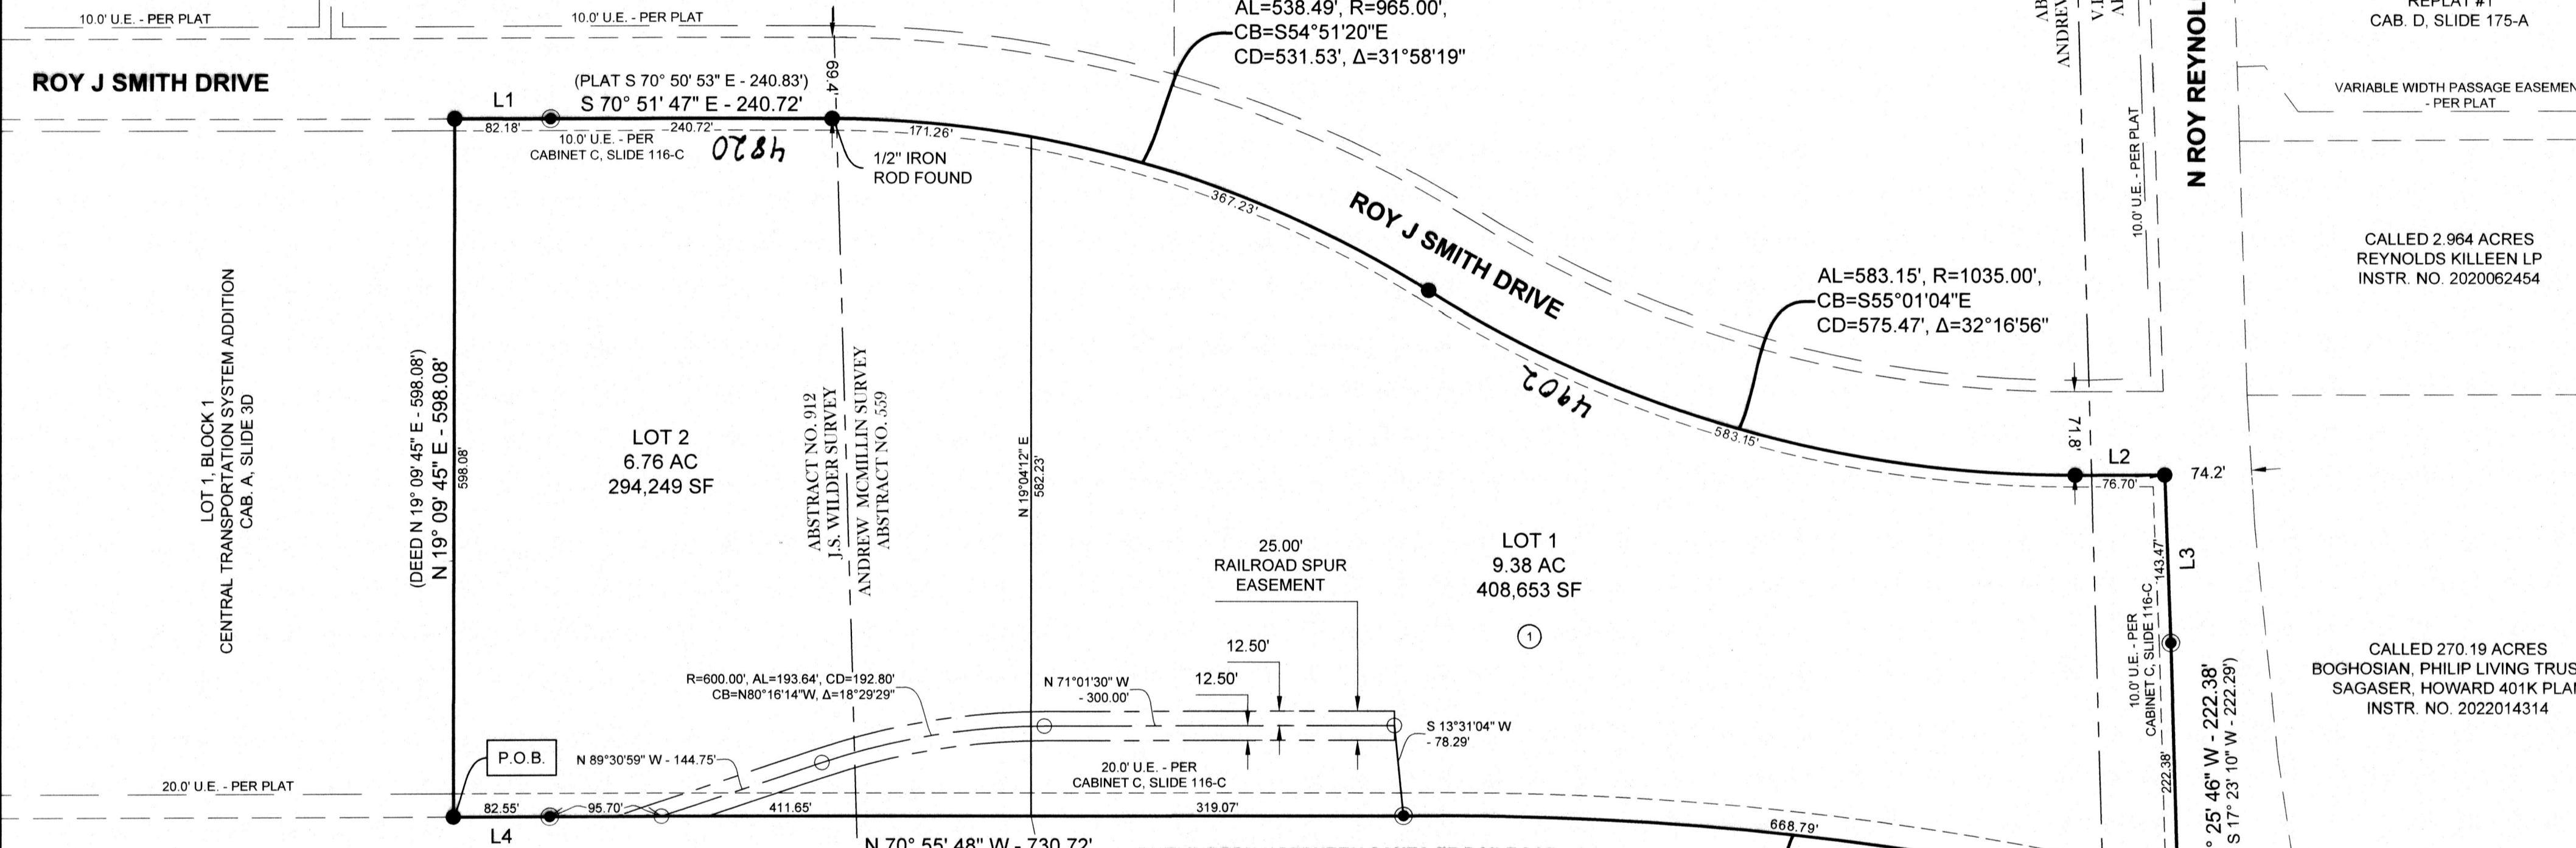 10.0' U.E. - PER PLAT
10.0' U.E. - PER PLAT
ROY J SMITH DRIVE
L1
(PLAT S 70° 50' 53" E - 240.83')
S 70° 51' 47" E - 240.72'
82.18'
240.72'
10.0' U.E. - PER
CABINET C, SLIDE 116-C
4820
69.4'
1/2" IRON
ROD FOUND
171.26'
AL=538.49', R=965.00',
CB=S54°51'20"E
CD=531.53', Δ=31°58'19"
367.23'
ROY J SMITH DRIVE
4902
AL=583.15', R=1035.00',
CB=S55°01'04"E
CD=575.47', Δ=32°16'56"
583.15'
10.0' U.E. - PER PLAT
N ROY REYNOL
CAB. D, SLIDE 175-A
VARIABLE WIDTH PASSAGE EASEMEN
- PER PLAT
CALLED 2.964 ACRES
REYNOLDS KILLEEN LP
INSTR. NO. 2020062454
71.8'
L2
76.70'
74.2'
LOT 1, BLOCK 1
CENTRAL TRANSPORTATION SYSTEM ADDITION
CAB. A, SLIDE 3D
(DEED N 19° 09' 45" E - 598.08')
N 19° 09' 45" E - 598.08'
598.08'
LOT 2
6.76 AC
294,249 SF
ABSTRACT NO. 912
J.S. WILDER SURVEY
ANDREW MCMILLIN SURVEY
ABSTRACT NO. 559
N 19°04'12" E
582.23'
25.00'
RAILROAD SPUR
EASEMENT
12.50'
12.50'
LOT 1
9.38 AC
408,653 SF
1
143.47'
L3
10.0' U.E. - PER
CABINET C, SLIDE 116-C
222.38'
25' 46" W - 222.38'
S 17° 23' 10" W - 222.29')
CALLED 270.19 ACRES
BOGHOSIAN, PHILIP LIVING TRUS
SAGASER, HOWARD 401K PLA
INSTR. NO. 2022014314
R=600.00', AL=193.64', CD=192.80'
CB=N80°16'14"W, Δ=18°29'29"
N 71°01'30" W
- 300.00'
S 13°31'04" W
- 78.29'
P.O.B.
N 89°30'59" W - 144.75'
20.0' U.E. - PER
CABINET C, SLIDE 116-C
20.0' U.E. - PER PLAT
82.55'
95.70'
411.65'
319.07'
668.79'
L4
N 70° 55' 48" W - 730.72'